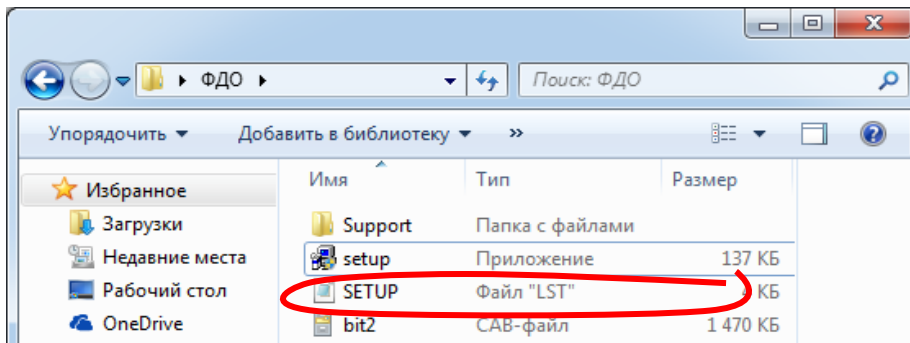 ФДО
Поиск: ФДО
Упорядочить Добавить в библиотеку »
Избранное
Загрузки
Недавние места
Рабочий стол
OneDrive
Имя Тип Размер
Support Папка с файлами
setup Приложение 137 КБ
SETUP Файл "LST" КБ
bit2 CAB-файл 1 470 КБ